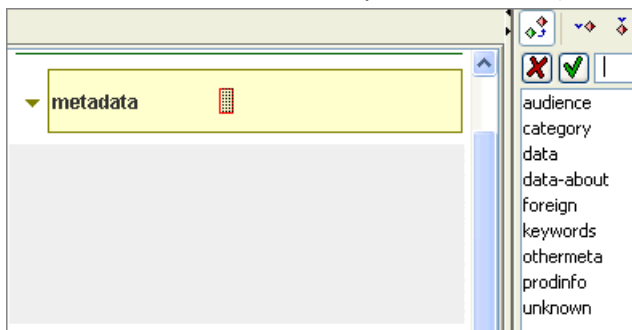 metadata
audience
category
data
data-about
foreign
keywords
othermeta
prodinfo
unknown